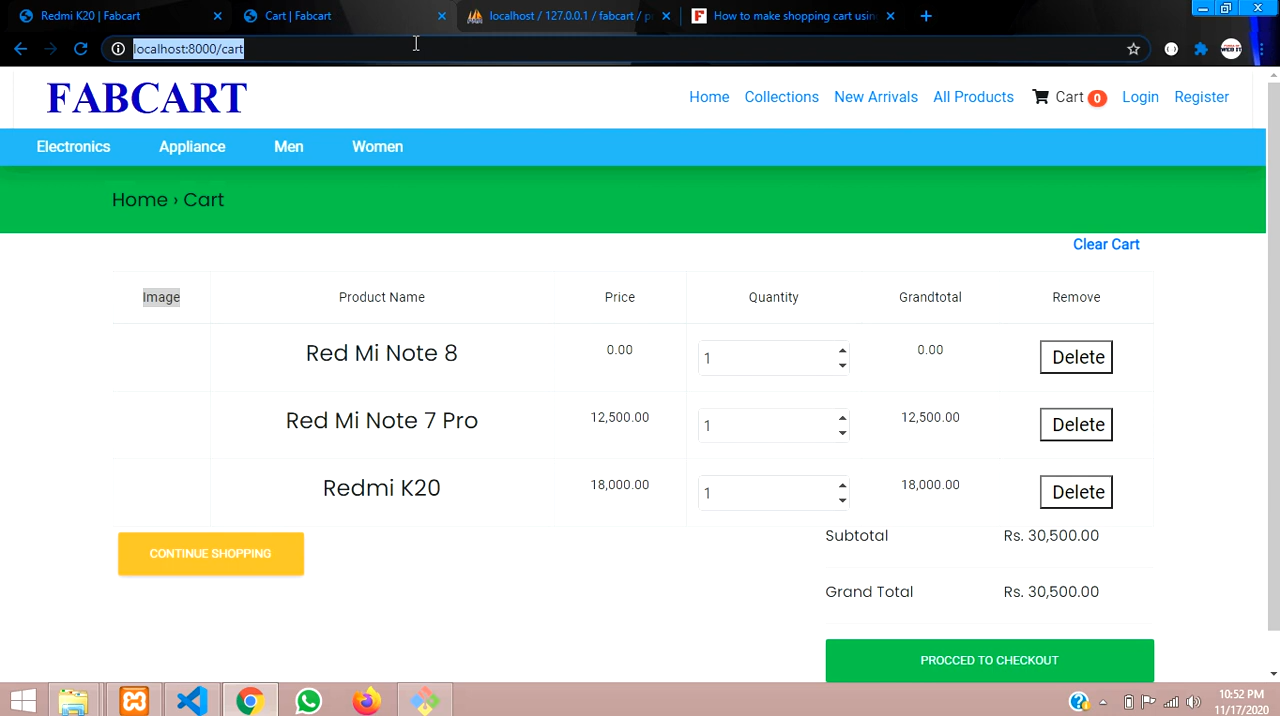 Redmi K20 | Fabcart
Cart | Fabcart
localhost / 127.0.0.1 / fabcart / p
How to make shopping cart usin
localhost:8000/cart
FABCART
Home
Collections
New Arrivals
All Products
Cart 0
Login
Register
Electronics
Appliance
Men
Women
Home › Cart
Clear Cart
Image Product Name Price Quantity Grandtotal Remove
Red Mi Note 8 0.00 1 0.00 Delete
Red Mi Note 7 Pro 12,500.00 1 12,500.00 Delete
Redmi K20 18,000.00 1 18,000.00 Delete
CONTINUE SHOPPING
Subtotal Rs. 30,500.00
Grand Total Rs. 30,500.00
PROCCED TO CHECKOUT
10:52 PM
11/17/2020